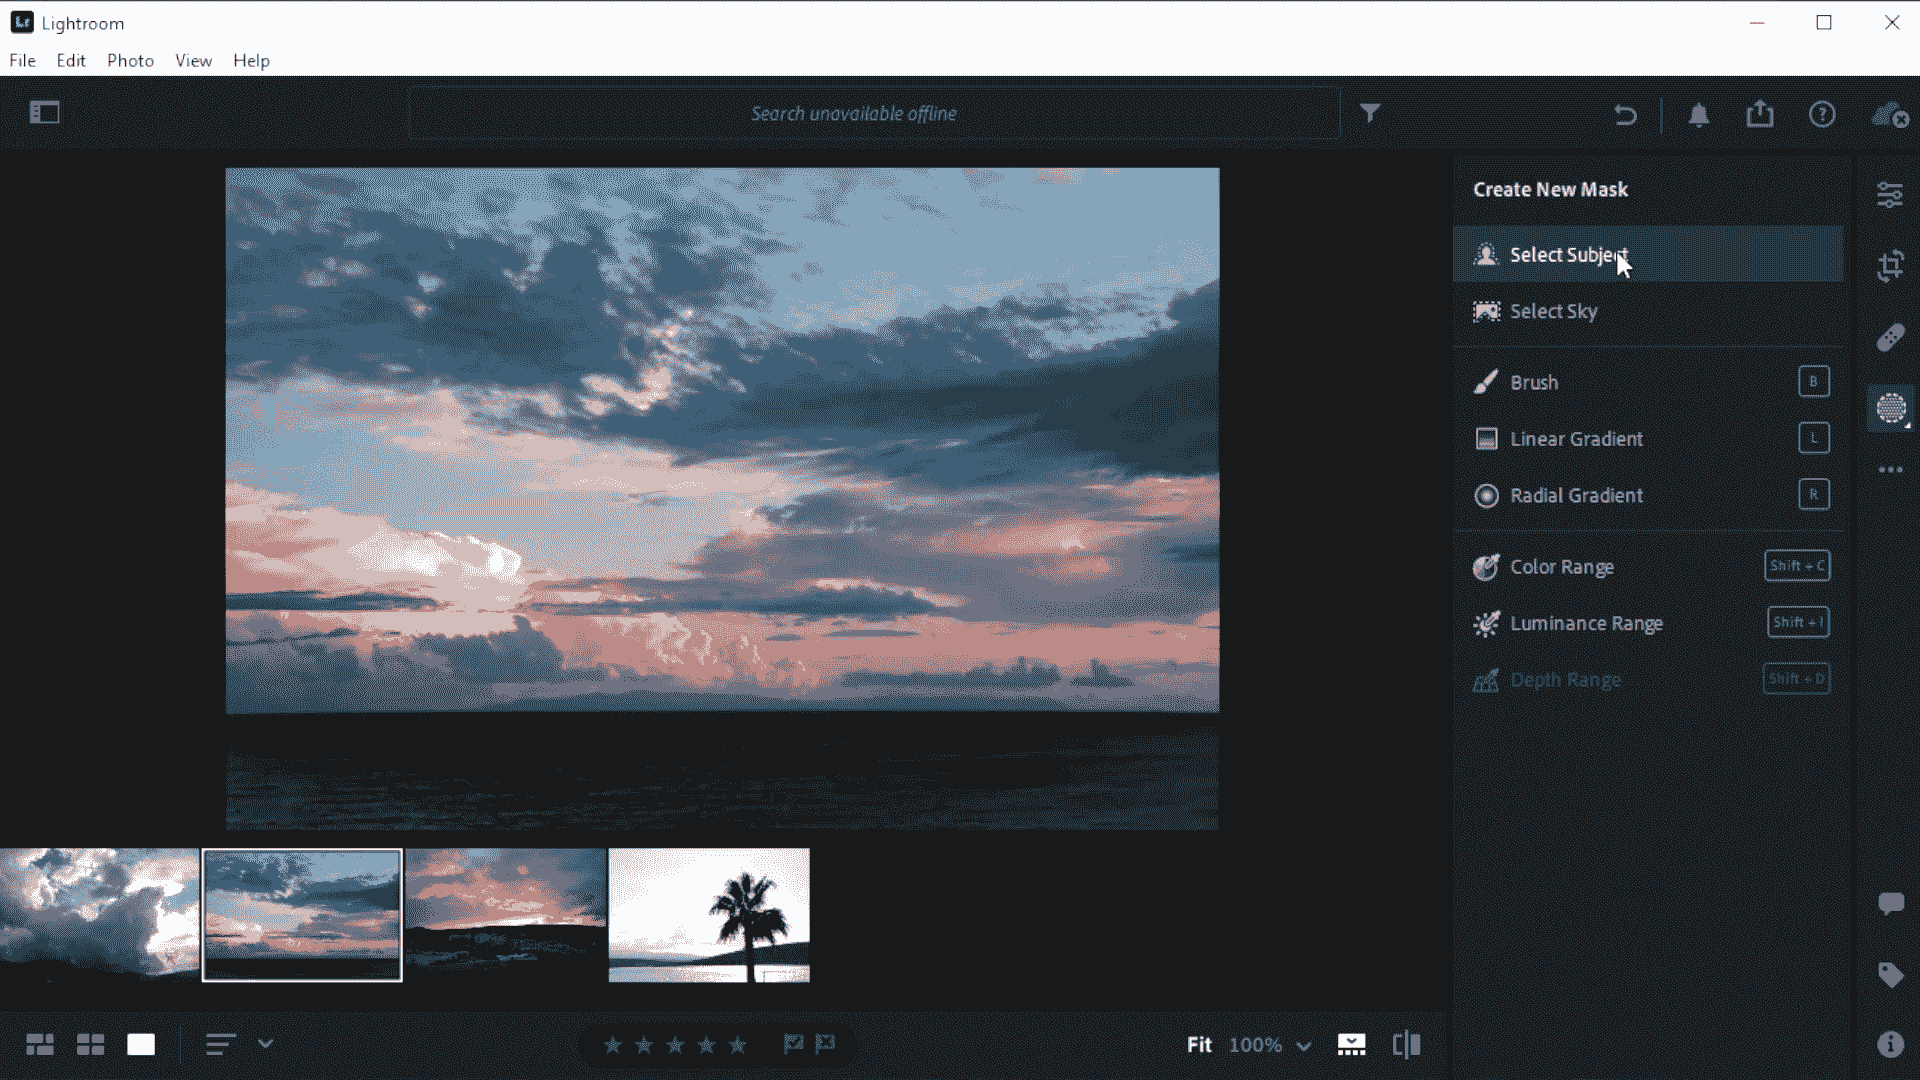 Lr Lightroom
File Edit Photo View Help
Search unavailable offline
Create New Mask
Select Subject
Select Sky
Brush B
Linear Gradient L
Radial Gradient R
Color Range Shift + C
Luminance Range Shift + I
Depth Range Shift + D
Fit 100%